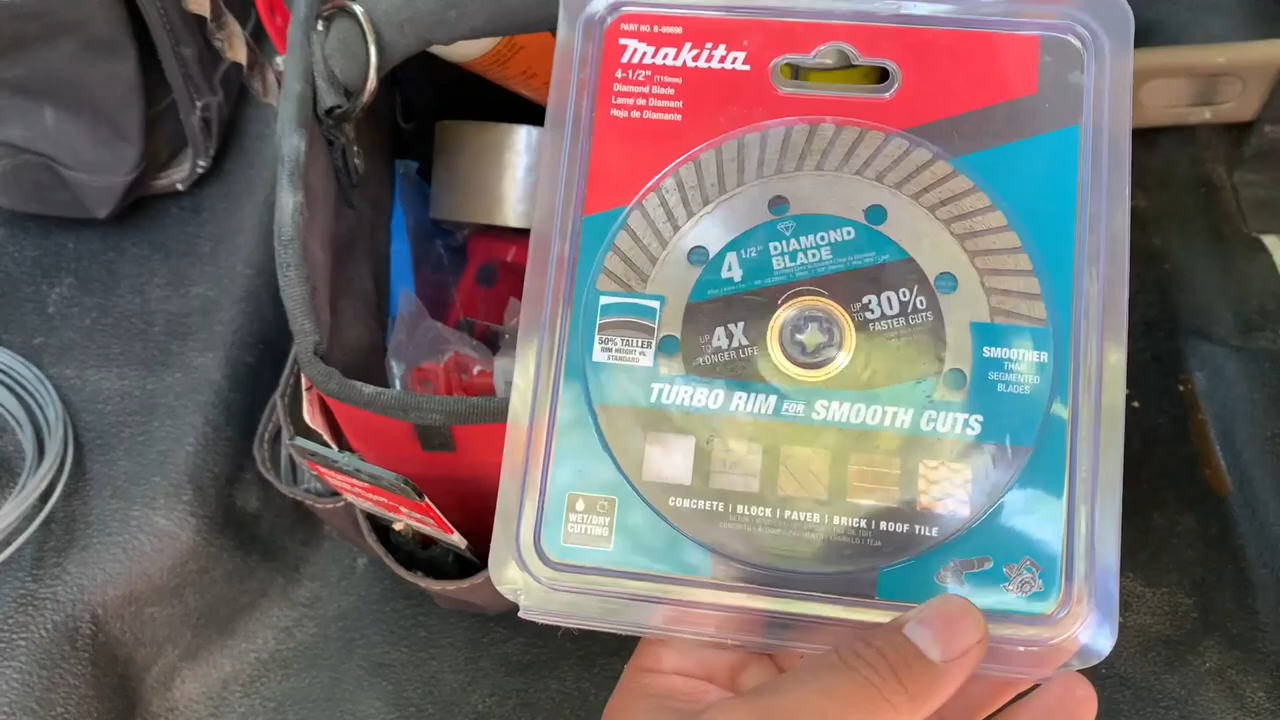 PART NO. B-69696
Makita
4-1/2" (115mm)
Diamond Blade
Lame de Diamant
Hoja de Diamante
4 1/2" DIAMOND
BLADE
UP TO 4X
LONGER LIFE
UP TO 30%
FASTER CUTS
50% TALLER
RIM HEIGHT vs.
STANDARD
SMOOTHER
THAN
SEGMENTED
BLADES
TURBO RIM FOR SMOOTH CUTS
WET/DRY
CUTTING
CONCRETE | BLOCK | PAVER | BRICK | ROOF TILE